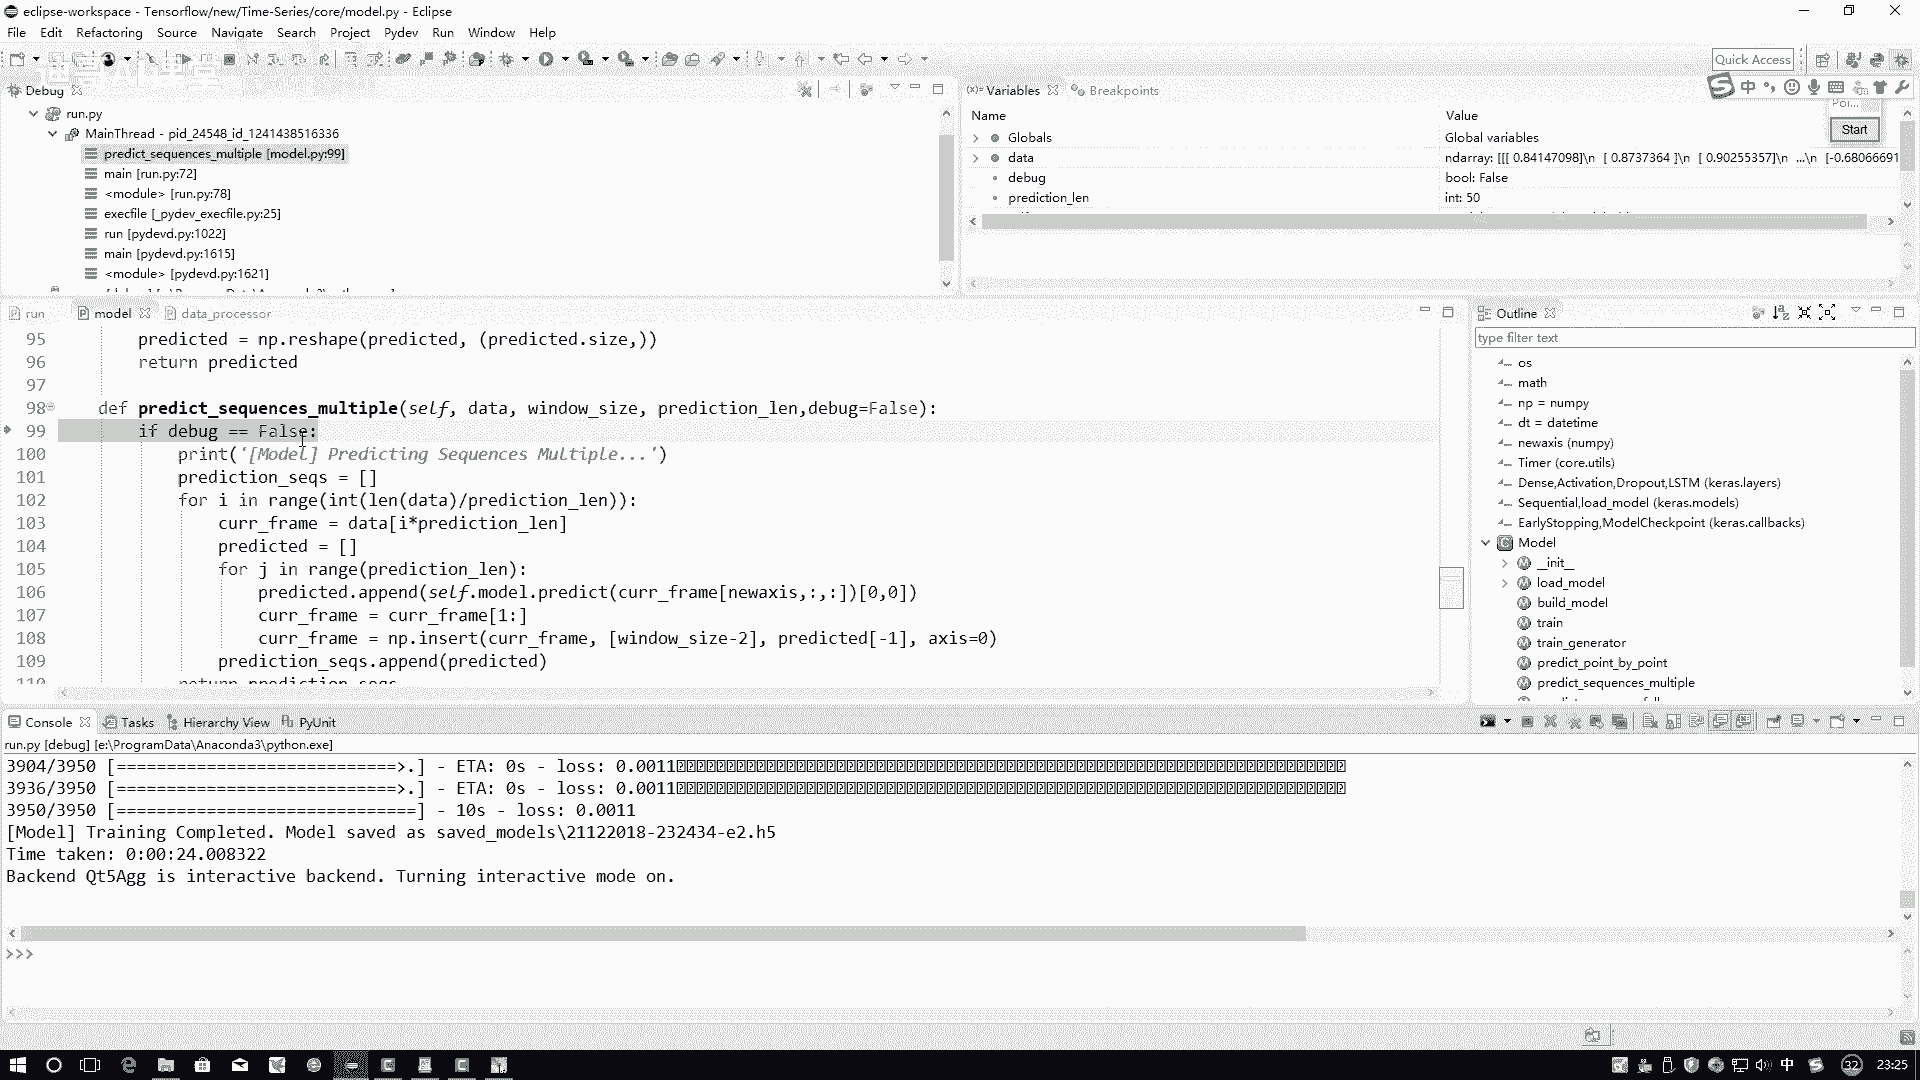 eclipse-workspace - Tensorflow/new/Time-Series/core/model.py - Eclipse
File Edit Refactoring Source Navigate Search Project Pydev Run Window Help
Quick Access
Debug
run.py
MainThread - pid_24548_id_1241438516336
predict_sequences_multiple [model.py:99]
main [run.py:72]
<module> [run.py:78]
execfile [_pydev_execfile.py:25]
run [pydevd.py:1022]
main [pydevd.py:1615]
<module> [pydevd.py:1621]
Variables Breakpoints
中
Start
Name Value
Globals Global variables
data ndarray: [[[ 0.84147098]\n [ 0.8737364 ]\n [ 0.90255357]\n ...\n [-0.68066691
debug bool: False
prediction_len int: 50
run model data_processor
95 predicted = np.reshape(predicted, (predicted.size,))
96 return predicted
97
98 def predict_sequences_multiple(self, data, window_size, prediction_len,debug=False):
99 if debug == False:
100 print('[Model] Predicting Sequences Multiple...')
101 prediction_seqs = []
102 for i in range(int(len(data)/prediction_len)):
103 curr_frame = data[i*prediction_len]
104 predicted = []
105 for j in range(prediction_len):
106 predicted.append(self.model.predict(curr_frame[newaxis,:,:])[0,0])
107 curr_frame = curr_frame[1:]
108 curr_frame = np.insert(curr_frame, [window_size-2], predicted[-1], axis=0)
109 prediction_seqs.append(predicted)
110 return prediction_seqs
Outline
type filter text
os
math
np = numpy
dt = datetime
newaxis (numpy)
Timer (core.utils)
Dense,Activation,Dropout,LSTM (keras.layers)
Sequential,load_model (keras.models)
EarlyStopping,ModelCheckpoint (keras.callbacks)
Model
__init__
load_model
build_model
train
train_generator
predict_point_by_point
predict_sequences_multiple
Console Tasks Hierarchy View PyUnit
run.py [debug] [e:\ProgramData\Anaconda3\python.exe]
3904/3950 [============================>.] - ETA: 0s - loss: 0.0011
3936/3950 [============================>.] - ETA: 0s - loss: 0.0011
3950/3950 [==============================] - 10s - loss: 0.0011
[Model] Training Completed. Model saved as saved_models\21122018-232434-e2.h5
Time taken: 0:00:24.008322
Backend Qt5Agg is interactive backend. Turning interactive mode on.
>>>
中
32
23:25